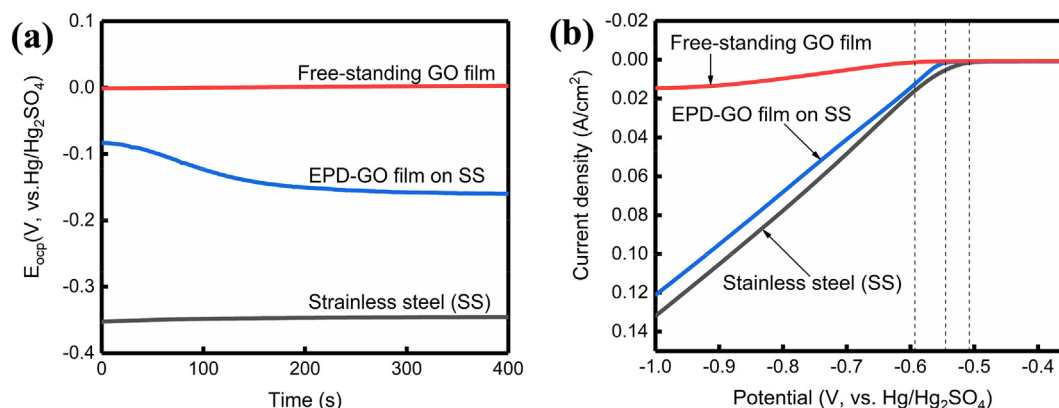 (a)
0.1
0.0
-0.1
-0.2
-0.3
-0.4
E_ocp(V, vs.Hg/Hg₂SO₄)
Free-standing GO film
EPD-GO film on SS
Strainless steel (SS)
0 100 200 300 400
Time (s)
(b)
-0.02
0.00
0.02
0.04
0.06
0.08
0.10
0.12
0.14
Current density (A/cm²)
Free-standing GO film
EPD-GO film on SS
Stainless steel (SS)
-1.0 -0.9 -0.8 -0.7 -0.6 -0.5 -0.4
Potential (V, vs. Hg/Hg₂SO₄)